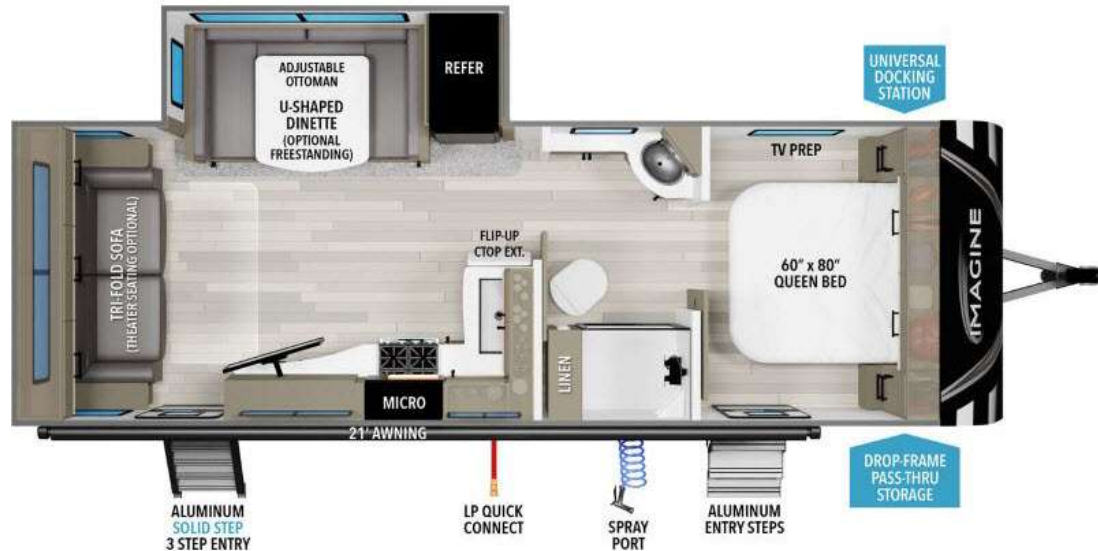 ADJUSTABLE
OTTOMAN
U-SHAPED
DINETTE
(OPTIONAL
FREESTANDING)
REFER
UNIVERSAL
DOCKING
STATION
TV PREP
TRI-FOLD SOFA
(THEATER SEATING OPTIONAL)
FLIP-UP
CTOP EXT.
60" x 80"
QUEEN BED
IMAGINE
LINEN
MICRO
21' AWNING
ALUMINUM
SOLID STEP
3 STEP ENTRY
LP QUICK
CONNECT
SPRAY
PORT
ALUMINUM
ENTRY STEPS
DROP-FRAME
PASS-THRU
STORAGE